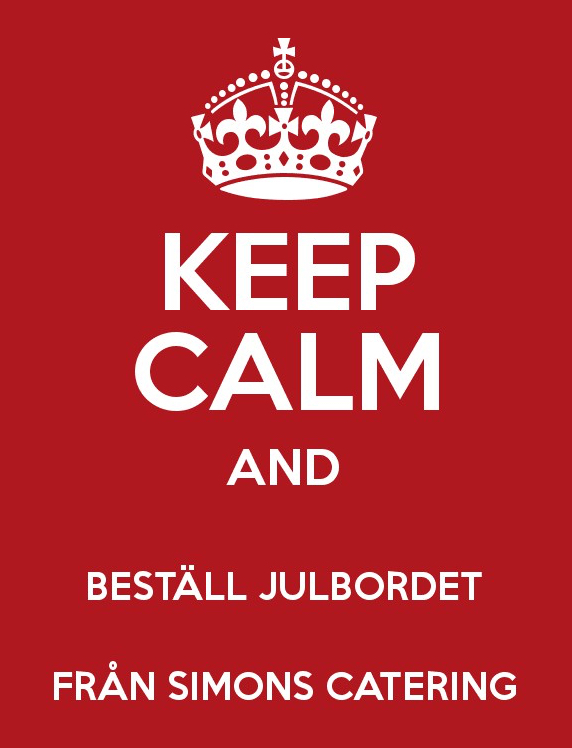 KEEP
CALM
AND
BESTÄLL JULBORDET
FRÅN SIMONS CATERING